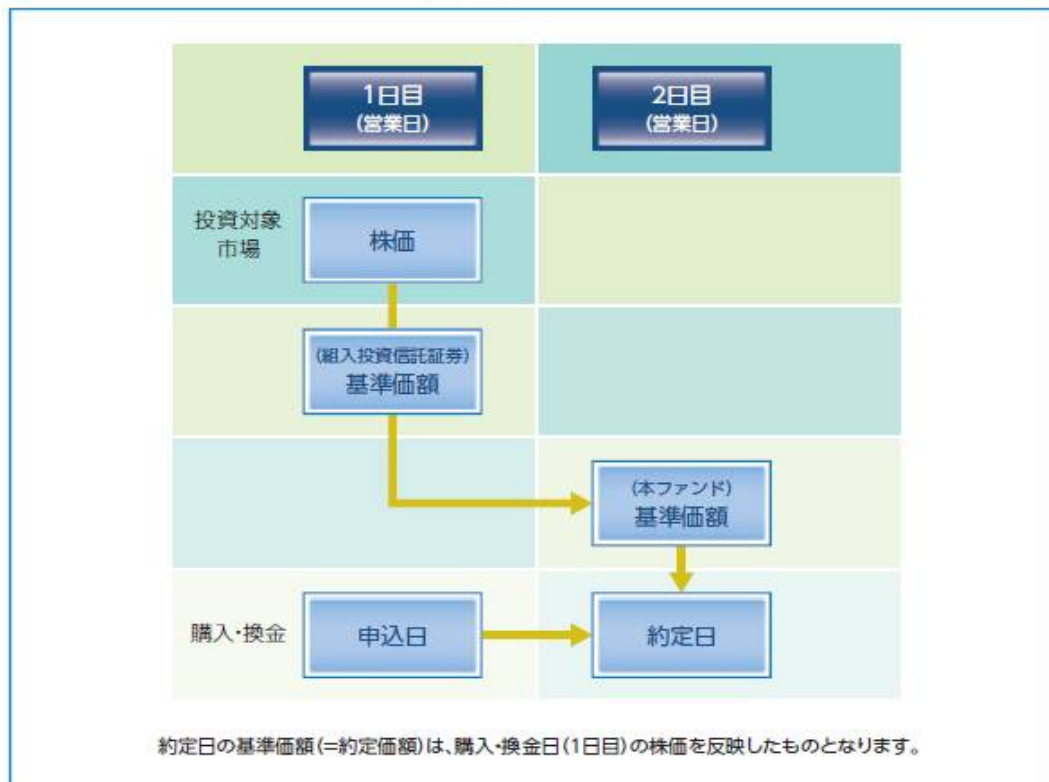 1日目
(営業日)
2日目
(営業日)
投資対象
市場
株価
(組入投資信託証券)
基準価額
(本ファンド)
基準価額
購入・換金
申込日
約定日
約定日の基準価額(=約定価額)は、購入・換金日(1日目)の株価を反映したものとなります。